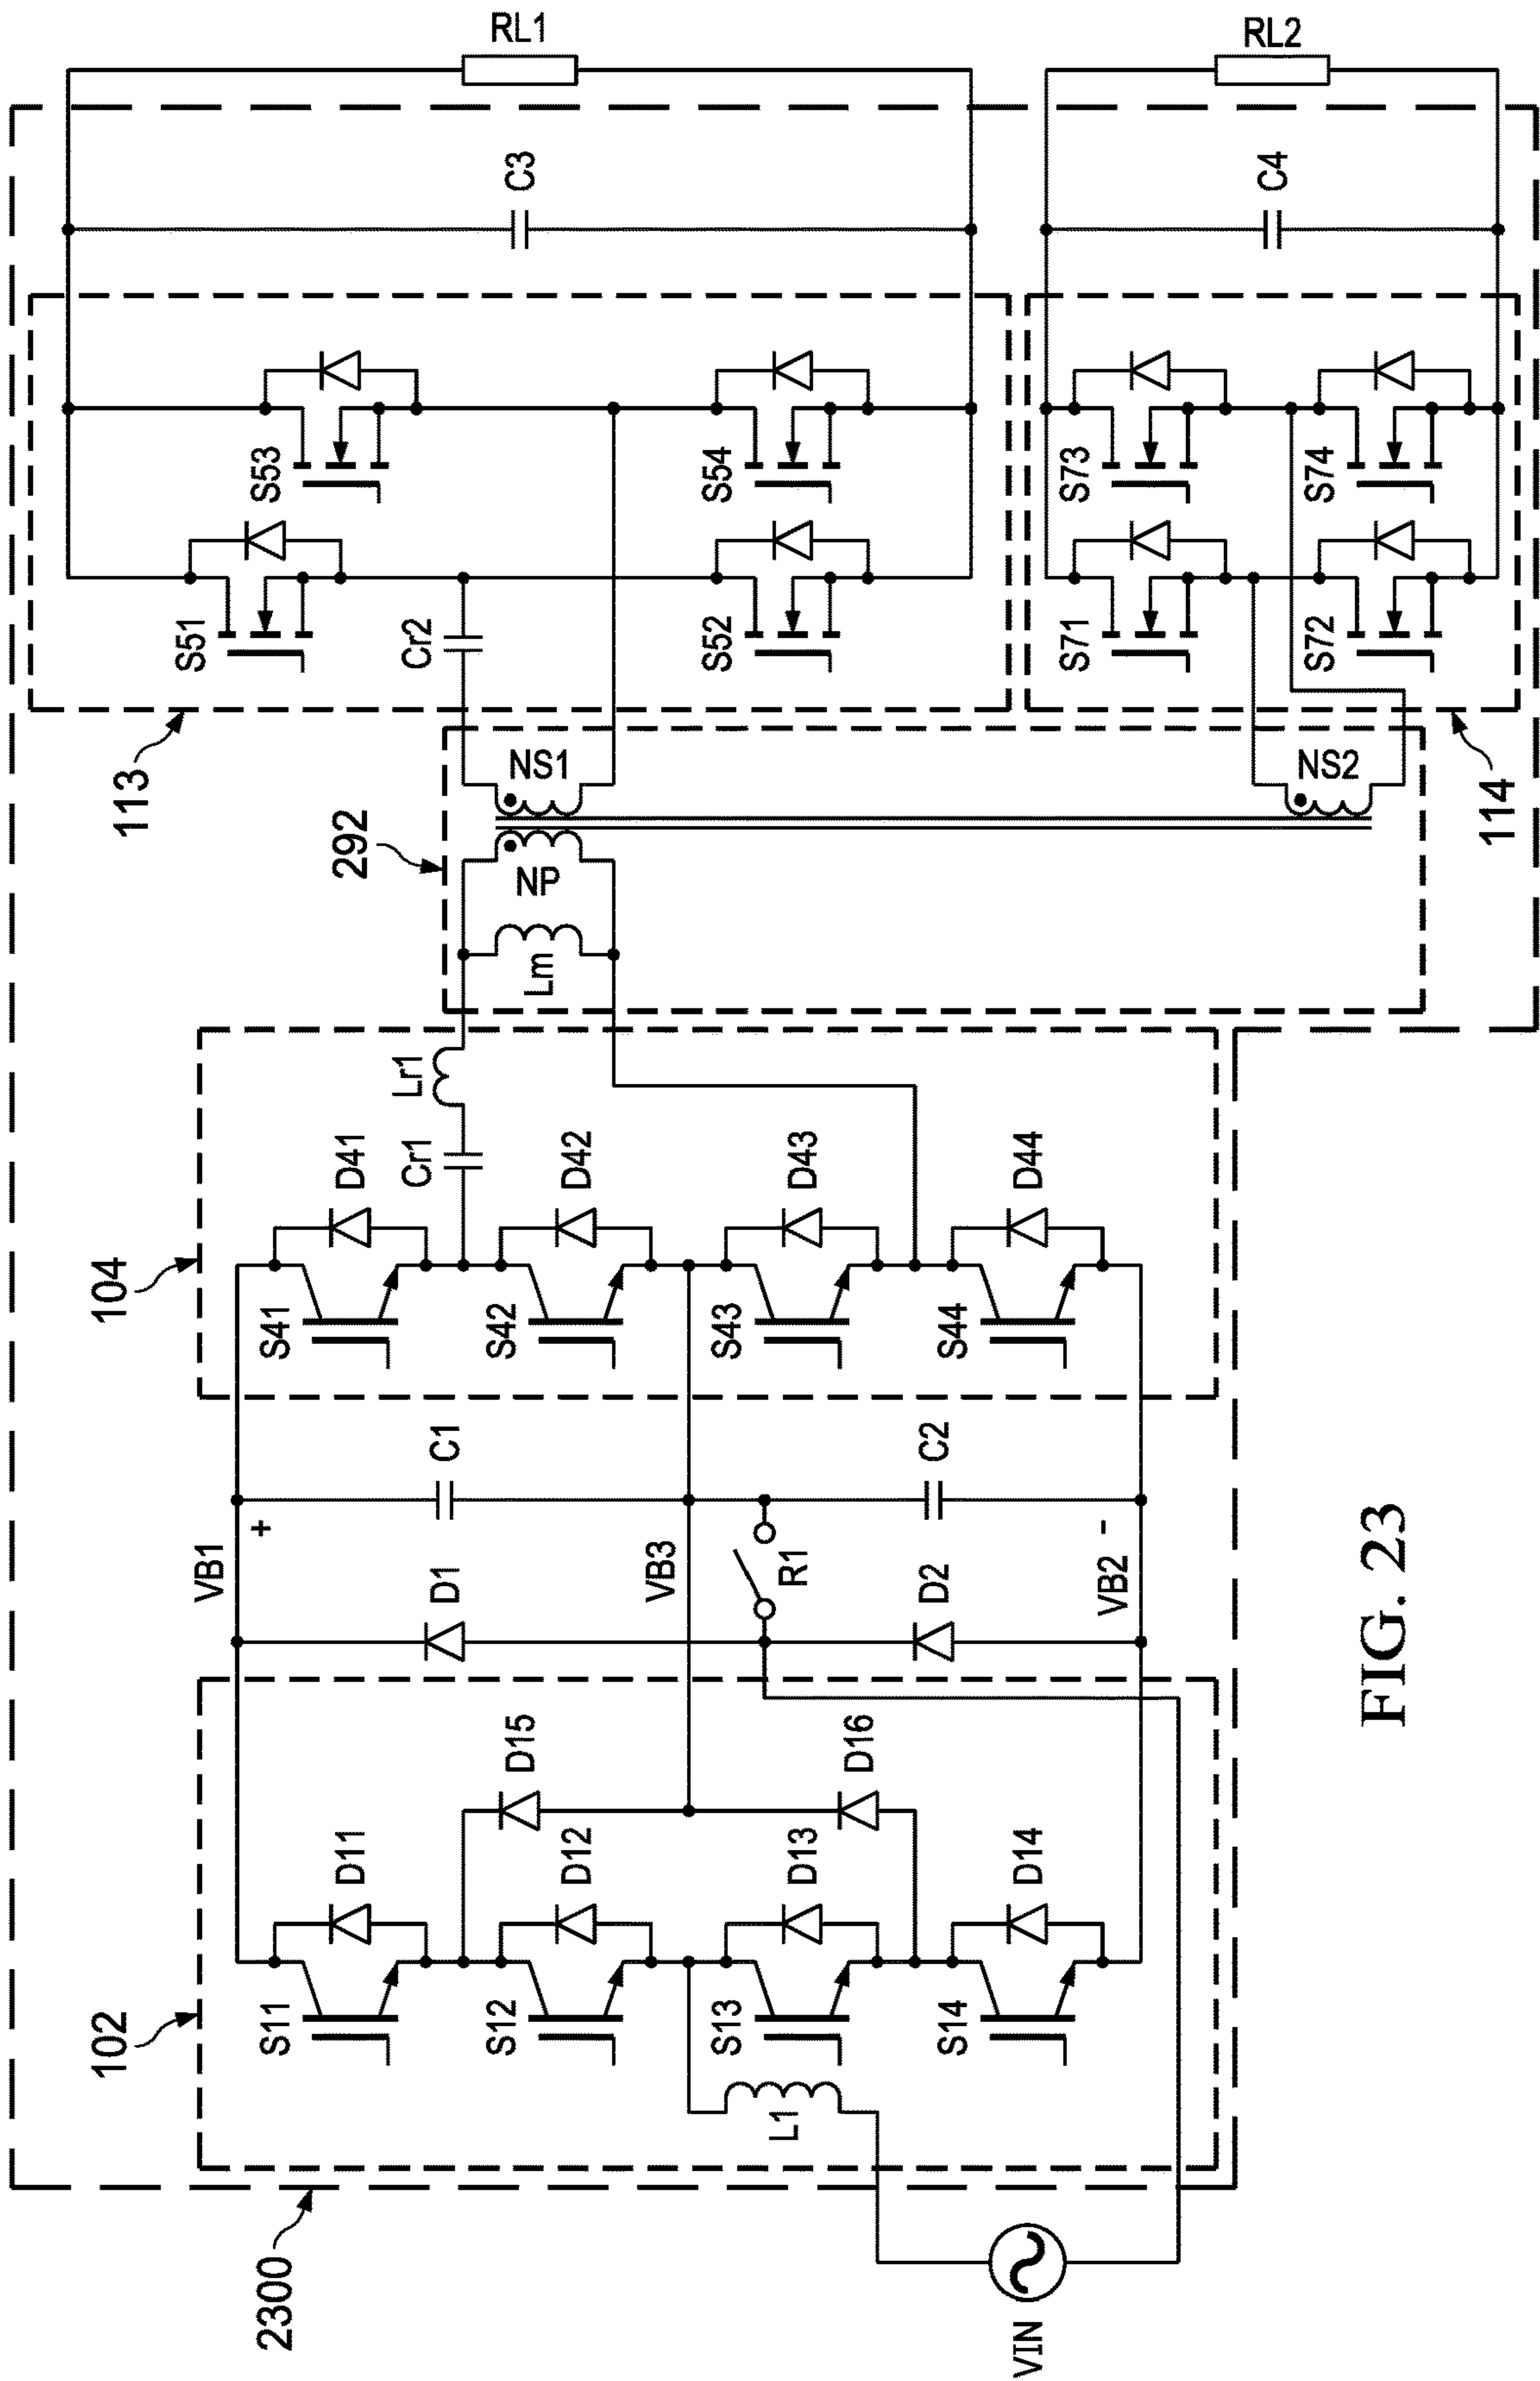 2300
102
104
292
113
114
VIN
L1
S11
D11
S12
D12
S13
D13
S14
D14
D15
D16
VB1
+
D1
C1
VB3
R1
D2
C2
VB2
-
S41
D41
S42
D42
S43
D43
S44
D44
Cr1
Lr1
Lm
NP
NS1
NS2
Cr2
S51
S53
S52
S54
S71
S73
S72
S74
C3
C4
RL1
RL2
FIG. 23